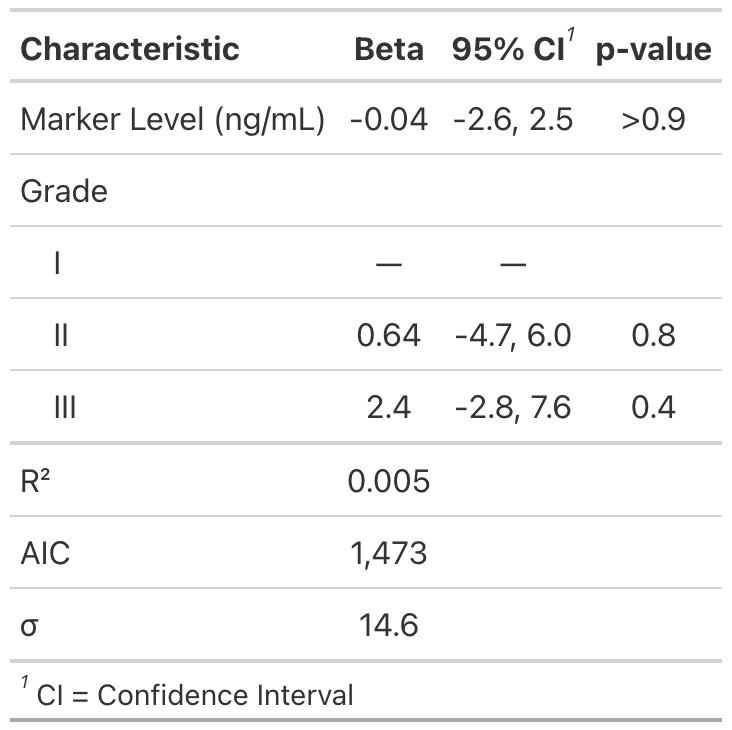 Characteristic Beta 95% CI¹ p-value
Marker Level (ng/mL) -0.04 -2.6, 2.5 >0.9
Grade
I — —
II 0.64 -4.7, 6.0 0.8
III 2.4 -2.8, 7.6 0.4
R² 0.005
AIC 1,473
σ 14.6
¹ CI = Confidence Interval